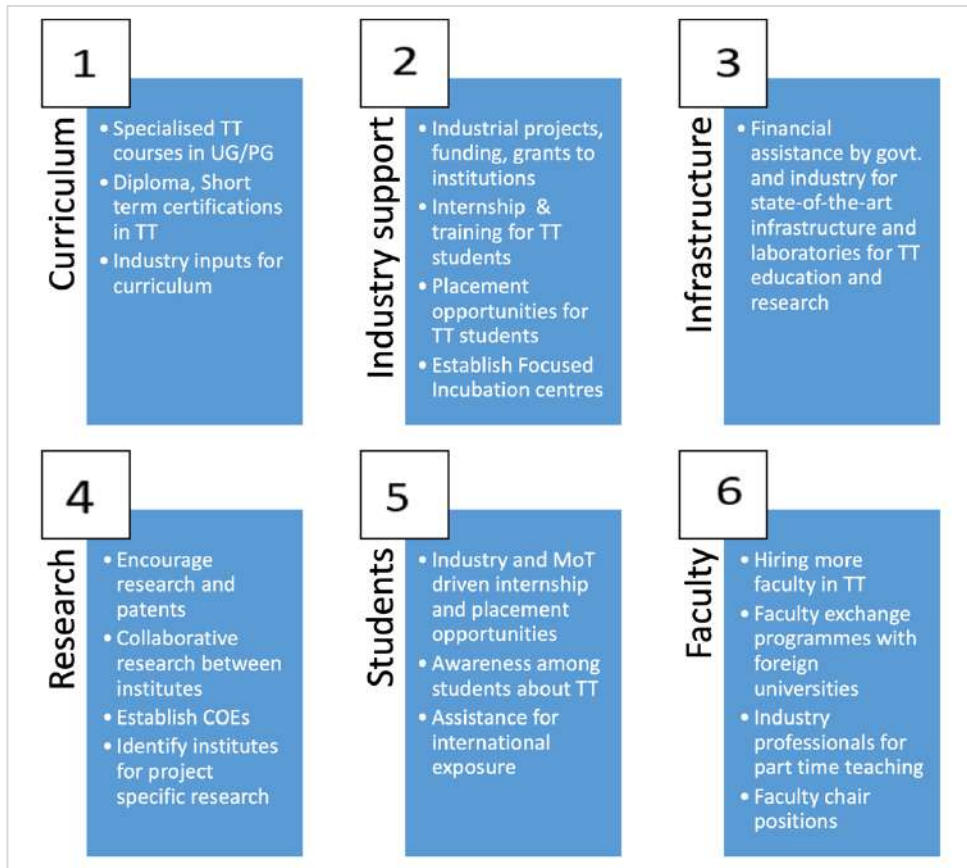 1
Curriculum
• Specialised TT
courses in UG/PG
• Diploma, Short
term certifications
in TT
• Industry inputs for
curriculum
2
Industry support
• Industrial projects,
funding, grants to
institutions
• Internship &
training for TT
students
• Placement
opportunities for
TT students
• Establish Focused
Incubation centres
3
Infrastructure
• Financial
assistance by govt.
and industry for
state-of-the-art
infrastructure and
laboratories for TT
education and
research
4
Research
• Encourage
research and
patents
• Collaborative
research between
institutes
• Establish COEs
• Identify institutes
for project
specific research
5
Students
• Industry and MoT
driven internship
and placement
opportunities
• Awareness among
students about TT
• Assistance for
international
exposure
6
Faculty
• Hiring more
faculty in TT
• Faculty exchange
programmes with
foreign
universities
• Industry
professionals for
part time teaching
• Faculty chair
positions